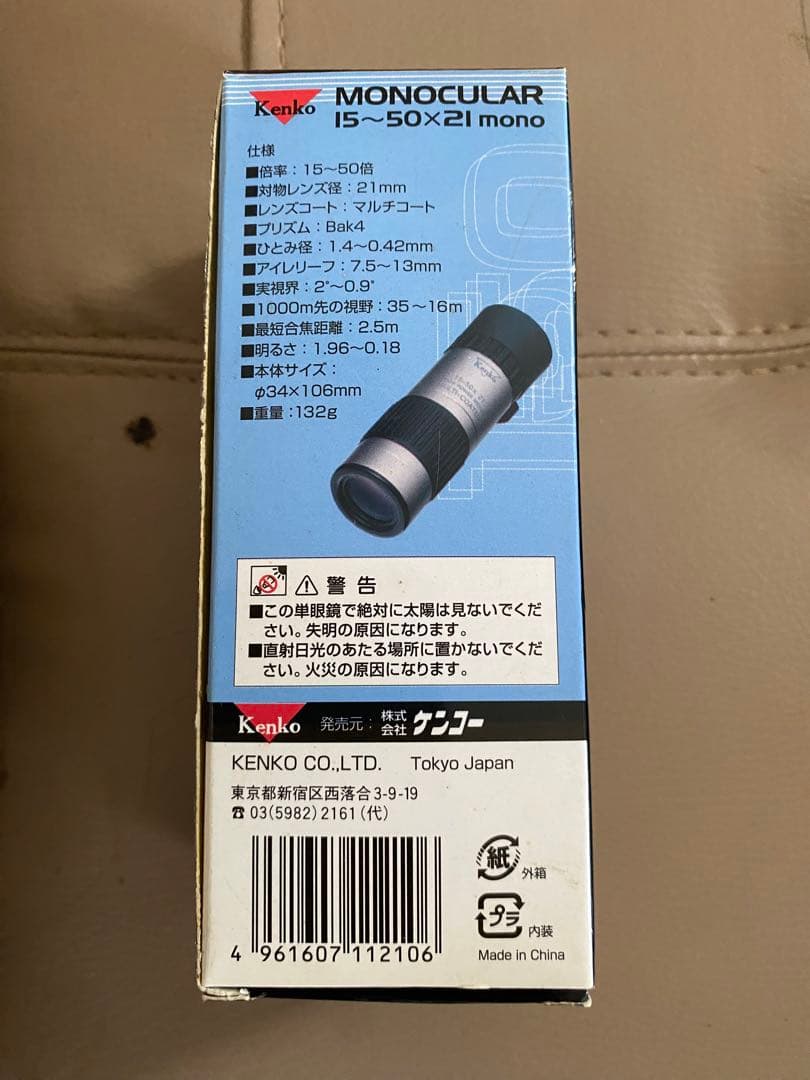 Kenko
MONOCULAR
15～50×21 mono
仕様
■倍率：15～50倍
■対物レンズ径：21mm
■レンズコート：マルチコート
■プリズム：Bak4
■ひとみ径：1.4～0.42mm
■アイレリーフ：7.5～13mm
■実視界：2°～0.9°
■1000m先の視野：35～16m
■最短合焦距離：2.5m
■明るさ：1.96～0.18
■本体サイズ：
φ34×106mm
■重量：132g
Kenko
15-50×21
⚠ 警告
■この単眼鏡で絶対に太陽は見ないでくだ
さい。失明の原因になります。
■直射日光のあたる場所に置かないでくだ
さい。火災の原因になります。
Kenko 発売元：株式会社ケンコー
KENKO CO.,LTD. Tokyo Japan
東京都新宿区西落合3-9-19
☎03(5982)2161(代)
4 961607 112106
紙 外箱
プラ 内装
Made in China